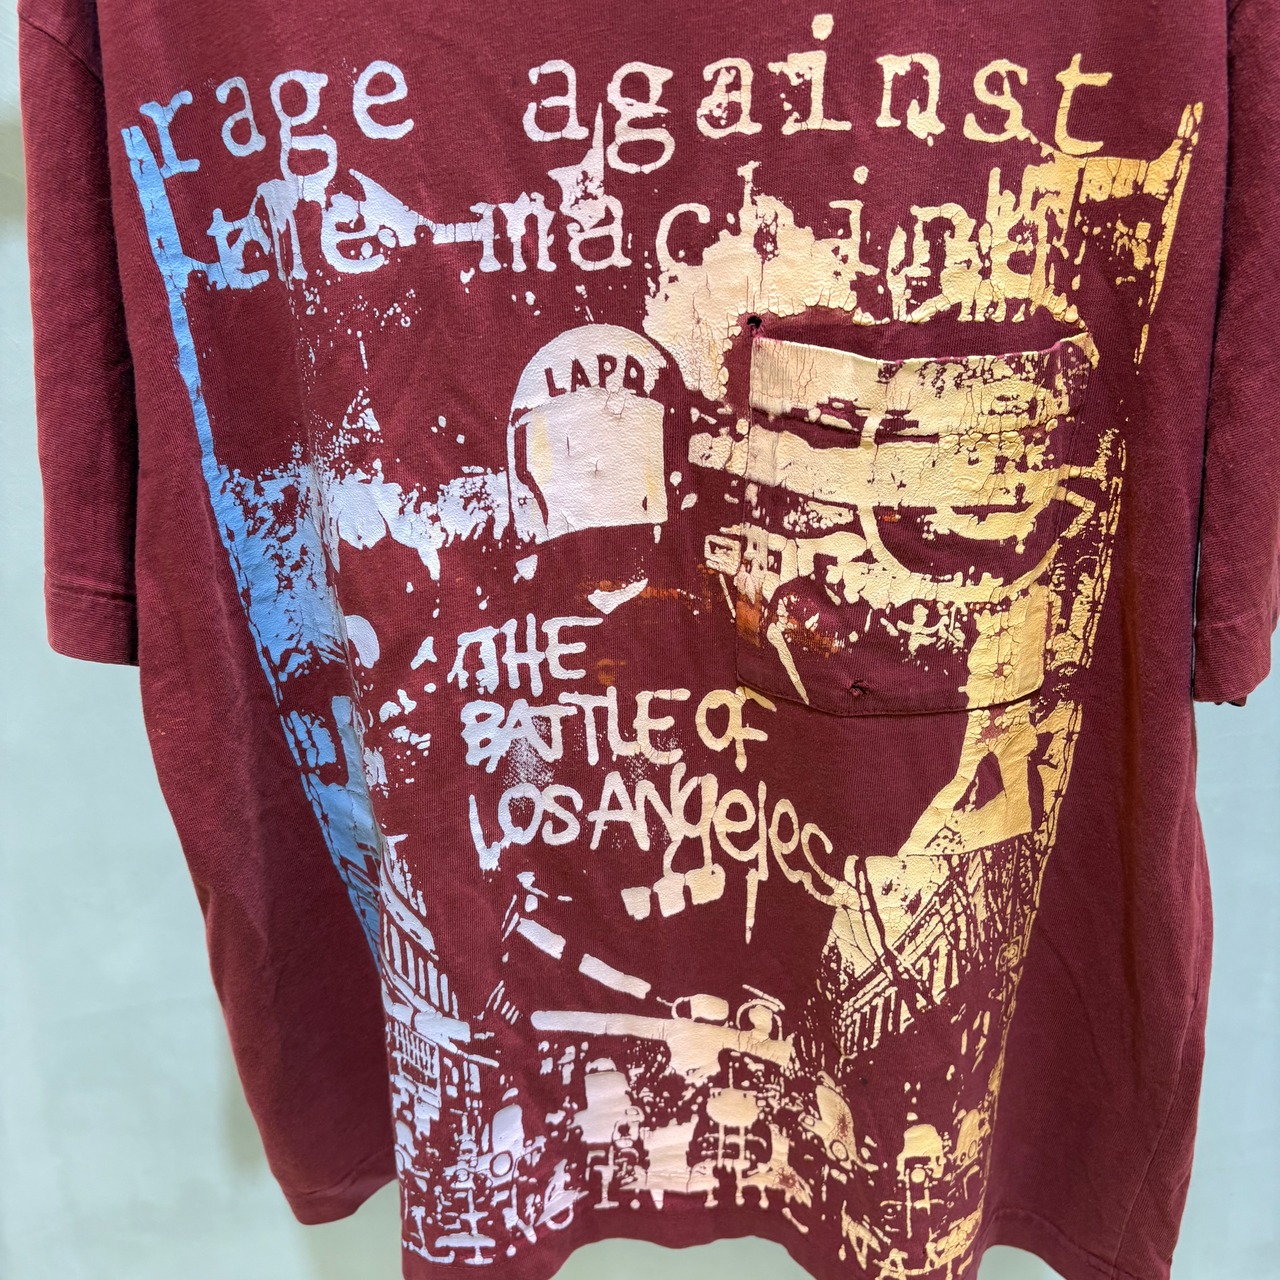 rage against
the machine
LAPD
THE
BATTLE OF
LOS ANgeles